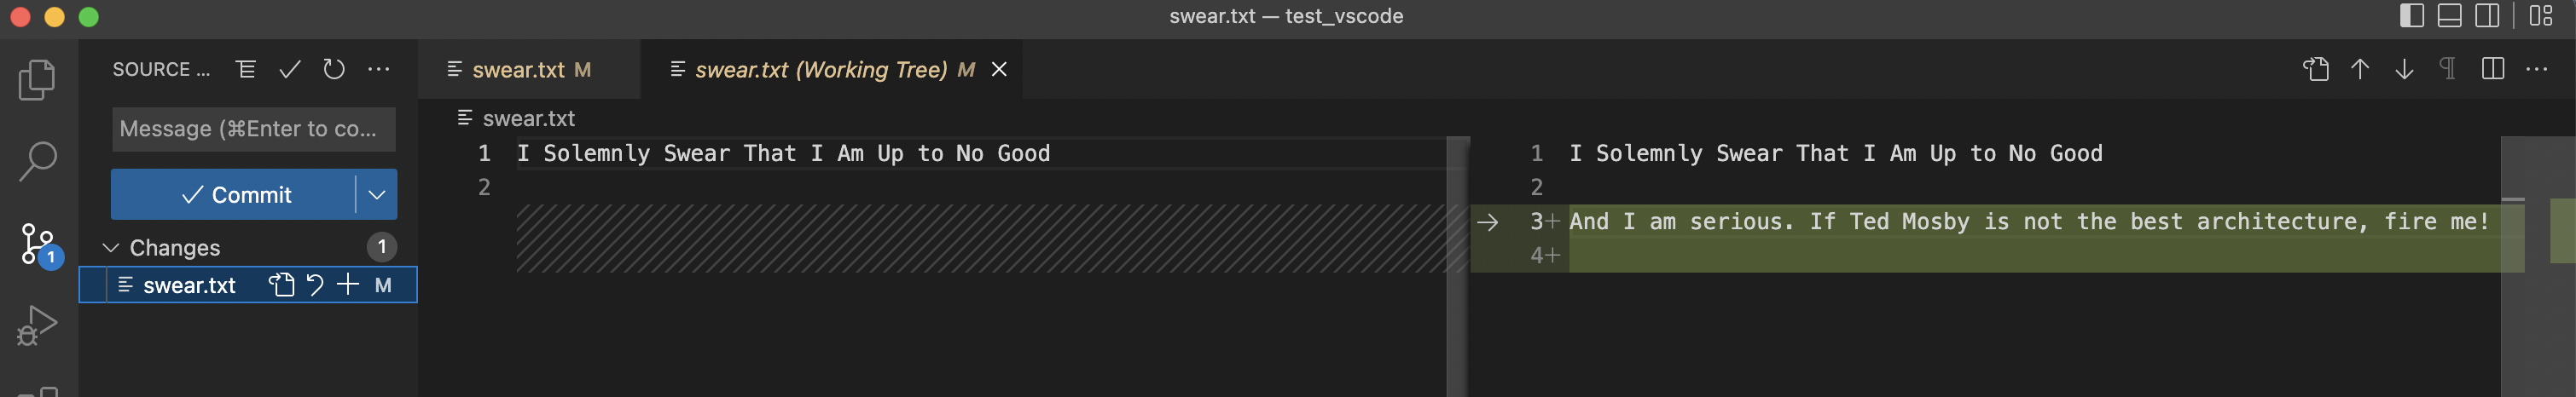 swear.txt — test_vscode
SOURCE ...
swear.txt M
swear.txt (Working Tree) M
Message (⌘Enter to co...
Commit
Changes 1
swear.txt M
1
swear.txt
1 I Solemnly Swear That I Am Up to No Good
2
1 I Solemnly Swear That I Am Up to No Good
2
3+ And I am serious. If Ted Mosby is not the best architecture, fire me!
4+